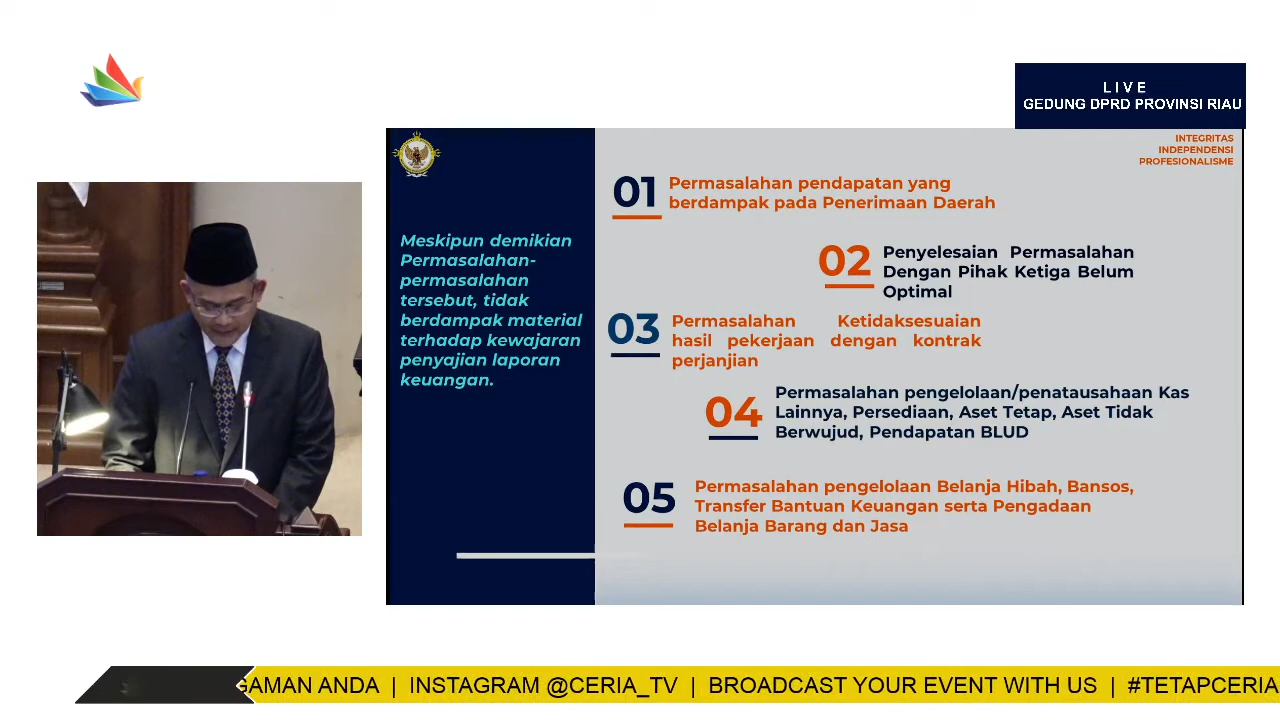 LIVE
GEDUNG DPRD PROVINSI RIAU
INTEGRITAS
INDEPENDENSI
PROFESIONALISME
Meskipun demikian
Permasalahan-
permasalahan
tersebut, tidak
berdampak material
terhadap kewajaran
penyajian laporan
keuangan.
01
Permasalahan pendapatan yang
berdampak pada Penerimaan Daerah
02
Penyelesaian Permasalahan
Dengan Pihak Ketiga Belum
Optimal
03
Permasalahan Ketidaksesuaian
hasil pekerjaan dengan kontrak
perjanjian
04
Permasalahan pengelolaan/penatausahaan Kas
Lainnya, Persediaan, Aset Tetap, Aset Tidak
Berwujud, Pendapatan BLUD
05
Permasalahan pengelolaan Belanja Hibah, Bansos,
Transfer Bantuan Keuangan serta Pengadaan
Belanja Barang dan Jasa
GAMAN ANDA | INSTAGRAM @CERIA_TV | BROADCAST YOUR EVENT WITH US | #TETAPCERIA